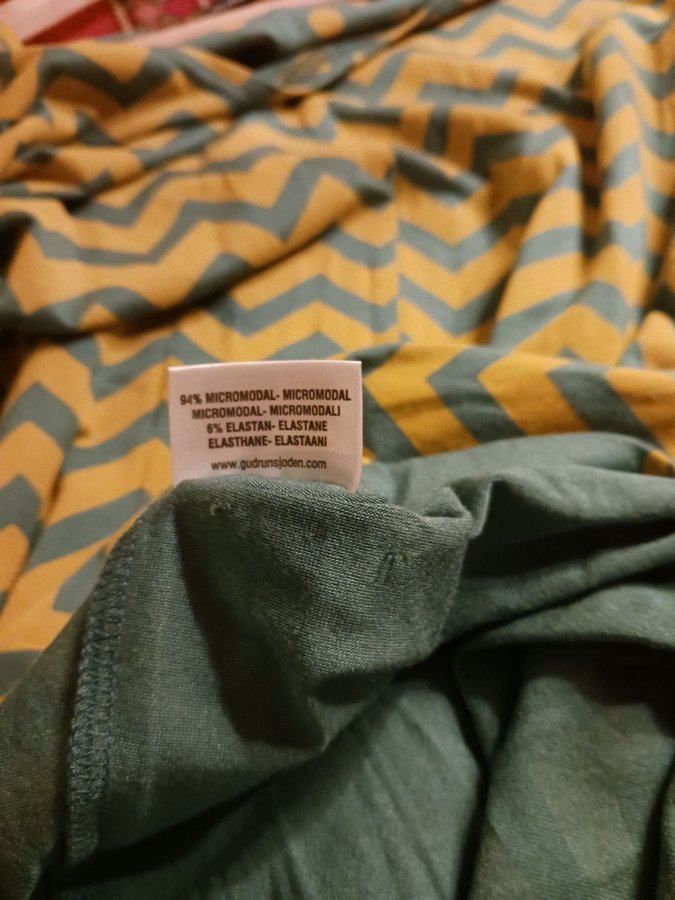 94% MICROMODAL- MICROMODAL
MICROMODAL- MICROMODALI
6% ELASTAN- ELASTANE
ELASTHANE- ELASTAANI
www.gudrunsjoden.com